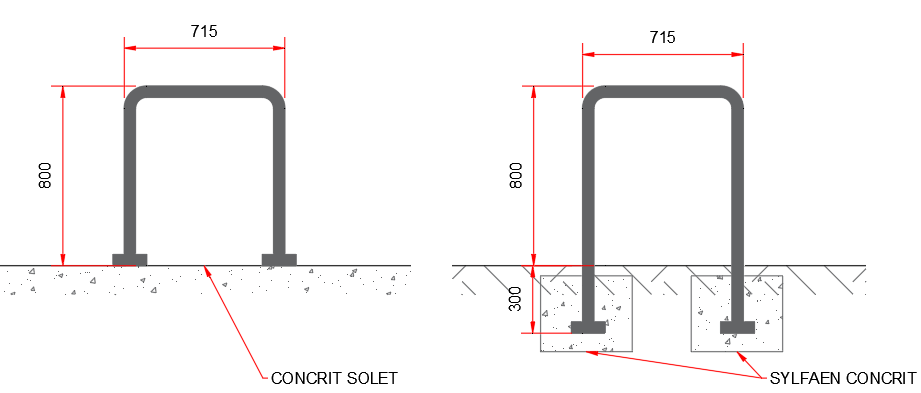 715
715
800
800
300
CONCRIT SOLET
SYLFAEN CONCRIT